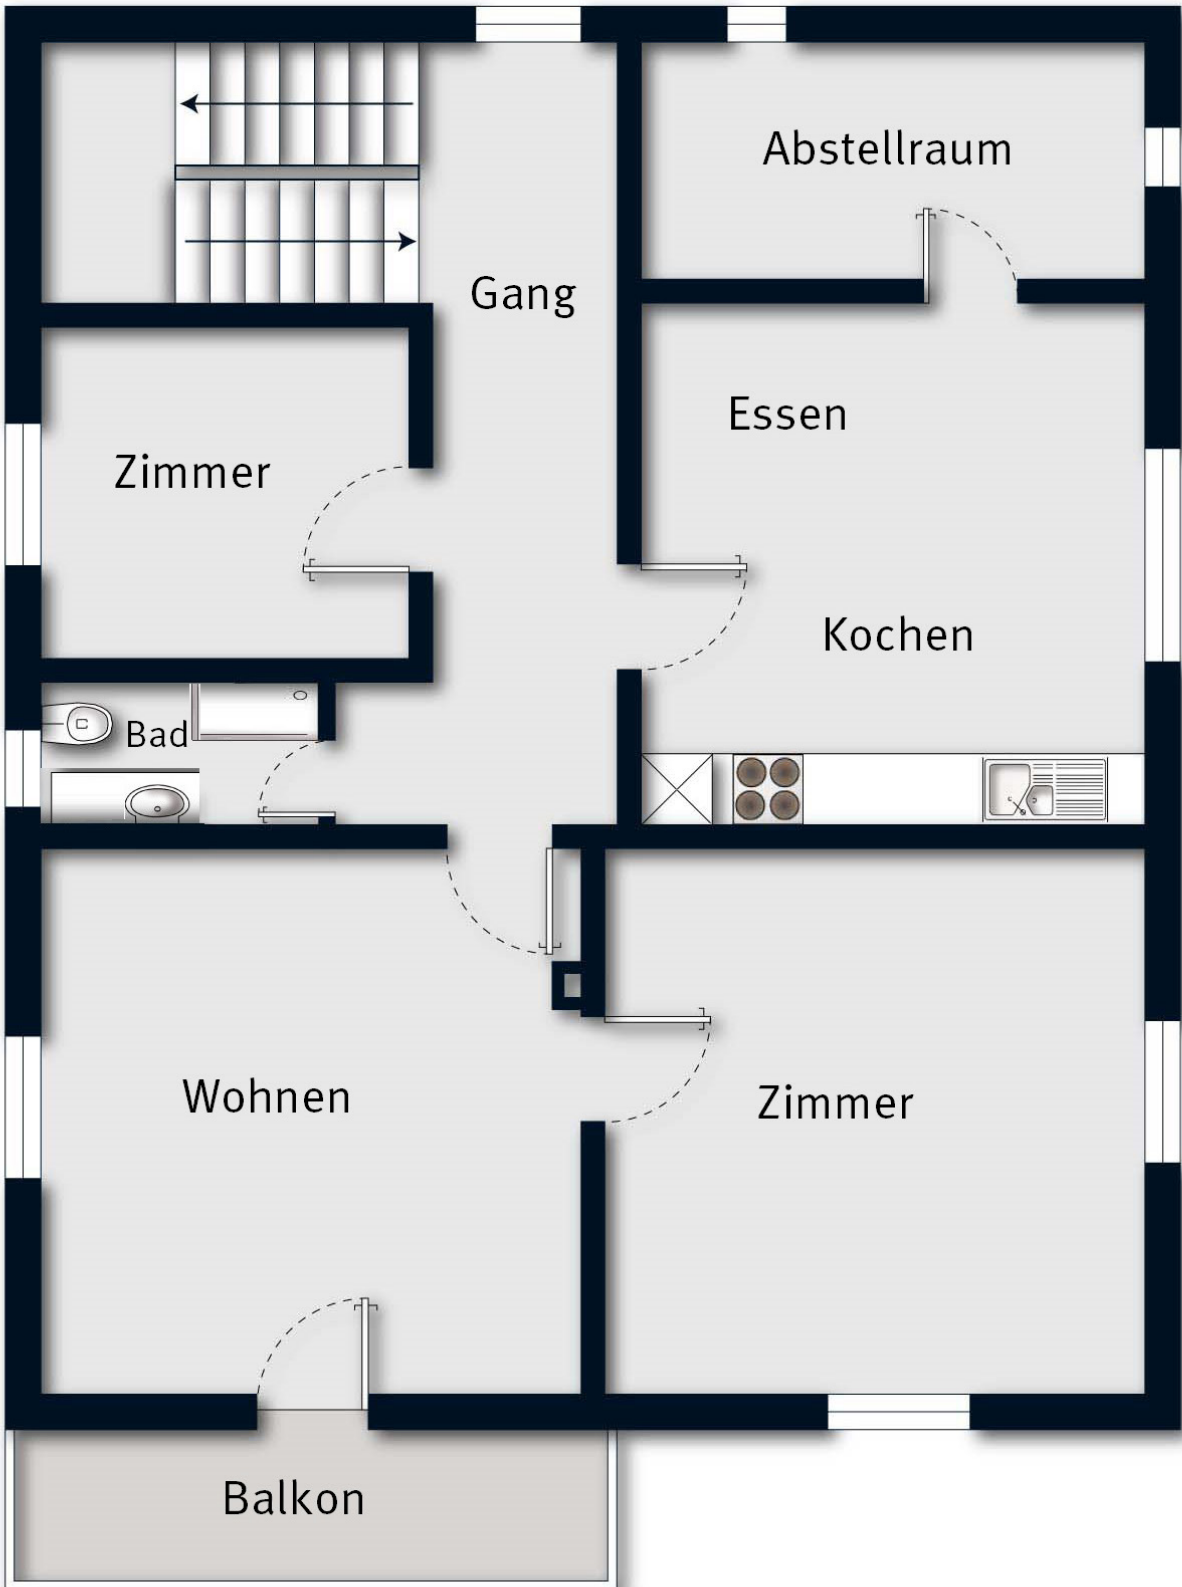 Abstellraum
Gang
Essen
Zimmer
Kochen
Bad
Wohnen
Zimmer
Balkon